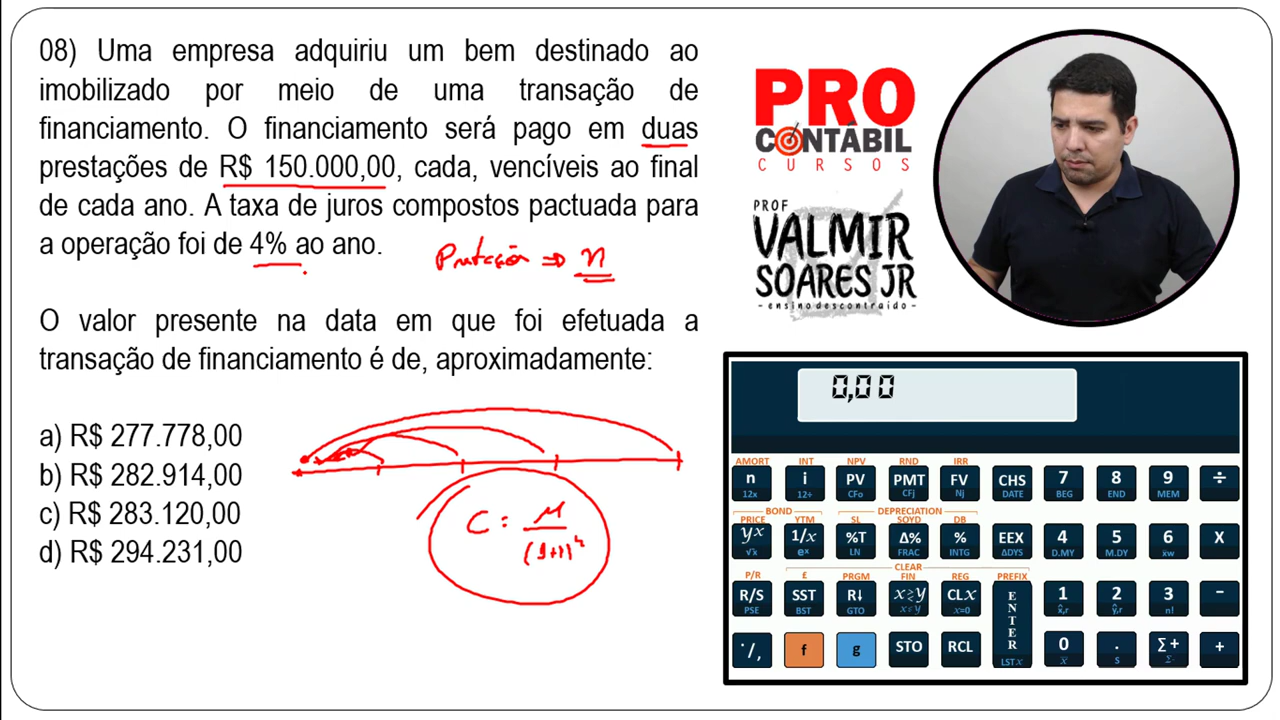 08) Uma empresa adquiriu um bem destinado ao
imobilizado por meio de uma transação de
financiamento. O financiamento será pago em duas
prestações de R$ 150.000,00, cada, vencíveis ao final
de cada ano. A taxa de juros compostos pactuada para
a operação foi de 4% ao ano.
Prestação ⇒ n
O valor presente na data em que foi efetuada a
transação de financiamento é de, aproximadamente:
a) R$ 277.778,00
b) R$ 282.914,00
c) R$ 283.120,00
d) R$ 294.231,00
C = M
PRO
CONTÁBIL
CURSOS
PROF
VALMIR
SOARES JR
- ensino descontraído -
0,00
AMORT INT NPV RND IRR
n i PV PMT FV CHS 7 8 9 ÷
12x 12÷ CFo CFj Nj DATE BEG END MEM
BOND DEPRECIATION
PRICE YTM SL SOYD DB
yx 1/x %T Δ% % EEX 4 5 6 X
√x ex LN FRAC INTG ΔDYS D.MY M.DY x̄w
CLEAR
P/R £ PRGM FIN REG PREFIX
R/S SST R↓ x≷y CLx ENTER 1 2 3 −
PSE BST GTO x≤y x=0 x̂,r ŷ,r n!
·/, f g STO RCL 0 . Σ+ +
LSTx x̄ s Σ-